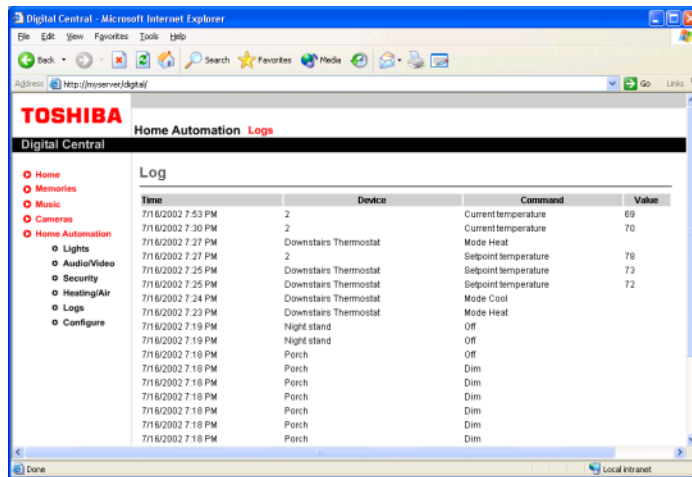 Digital Central - Microsoft Internet Explorer
File Edit View Favorites Tools Help
Back Search Favorites Media
Address http://myserver/digital/ Go Links
TOSHIBA
Home Automation Logs
Digital Central
Home
Memories
Music
Cameras
Home Automation
Lights
Audio/Video
Security
Heating/Air
Logs
Configure
Log
Time Device Command Value
7/16/2002 7:53 PM 2 Current temperature 69
7/16/2002 7:30 PM 2 Current temperature 70
7/16/2002 7:27 PM Downstairs Thermostat Mode Heat
7/16/2002 7:27 PM 2 Setpoint temperature 78
7/16/2002 7:25 PM Downstairs Thermostat Setpoint temperature 73
7/16/2002 7:25 PM Downstairs Thermostat Setpoint temperature 72
7/16/2002 7:24 PM Downstairs Thermostat Mode Cool
7/16/2002 7:23 PM Downstairs Thermostat Mode Heat
7/16/2002 7:19 PM Night stand Off
7/16/2002 7:19 PM Night stand Off
7/16/2002 7:18 PM Porch Off
7/16/2002 7:18 PM Porch Dim
7/16/2002 7:18 PM Porch Dim
7/16/2002 7:18 PM Porch Dim
7/16/2002 7:18 PM Porch Dim
7/16/2002 7:18 PM Porch Dim
7/16/2002 7:18 PM Porch Dim
Done Local intranet